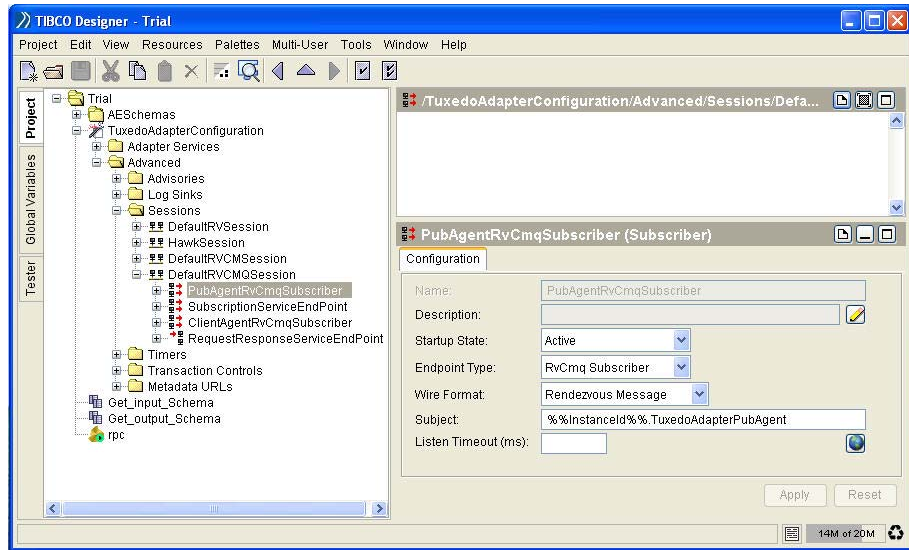 TIBCO Designer - Trial
Project Edit View Resources Palettes Multi-User Tools Window Help
Project
Global Variables
Tester
Trial
AESchemas
TuxedoAdapterConfiguration
Adapter Services
Advanced
Advisories
Log Sinks
Sessions
DefaultRVSession
HawkSession
DefaultRVCMSession
DefaultRVCMQSession
PubAgentRvCmqSubscriber
SubscriptionServiceEndPoint
ClientAgentRvCmqSubscriber
RequestResponseServiceEndPoint
Timers
Transaction Controls
Metadata URLs
Get_input_Schema
Get_output_Schema
rpc
/TuxedoAdapterConfiguration/Advanced/Sessions/Defa...
PubAgentRvCmqSubscriber (Subscriber)
Configuration
Name: PubAgentRvCmqSubscriber
Description:
Startup State: Active
Endpoint Type: RvCmq Subscriber
Wire Format: Rendezvous Message
Subject: %%InstanceId%%.TuxedoAdapterPubAgent
Listen Timeout (ms):
Apply Reset
14M of 20M